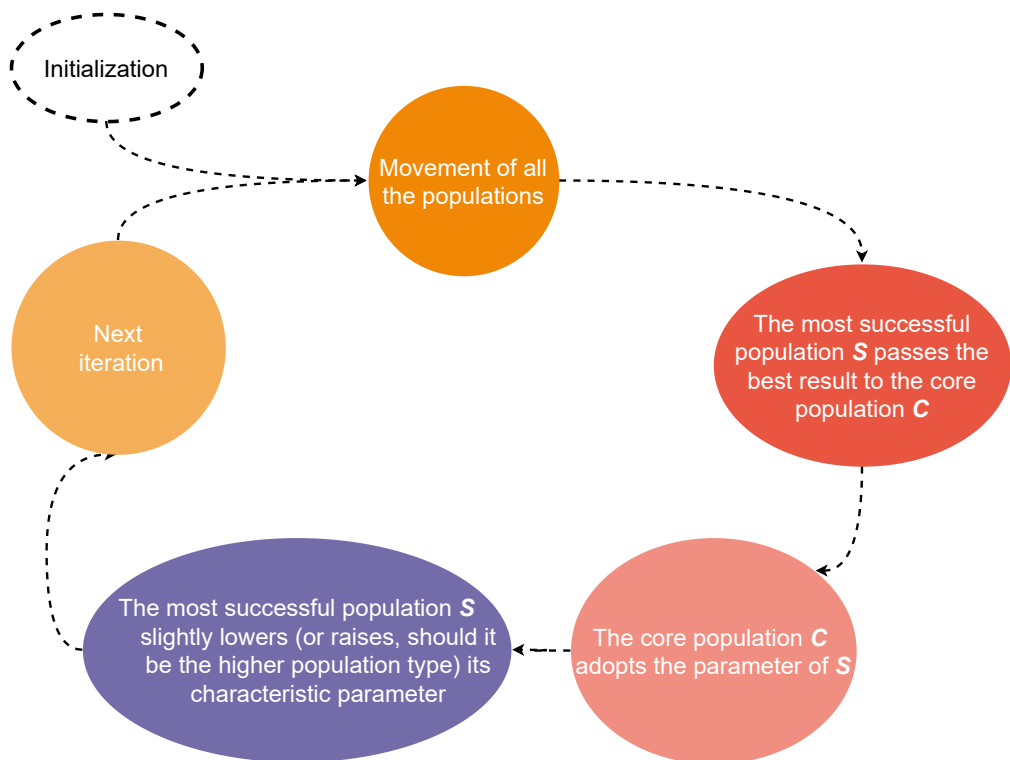 Initialization
Movement of all
the populations
The most successful
population S passes the
best result to the core
population C
The core population C
adopts the parameter of S
The most successful population S
slightly lowers (or raises, should it
be the higher population type) its
characteristic parameter
Next
iteration